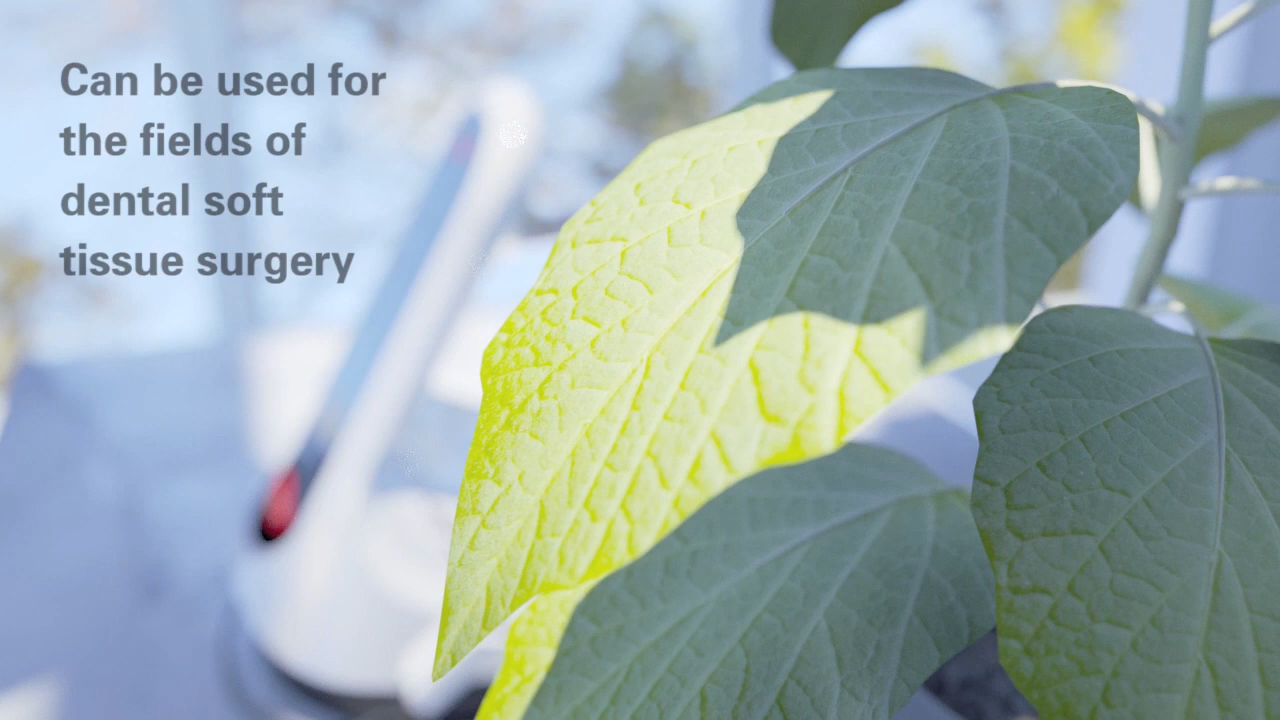 Can be used for
the fields of
dental soft
tissue surgery